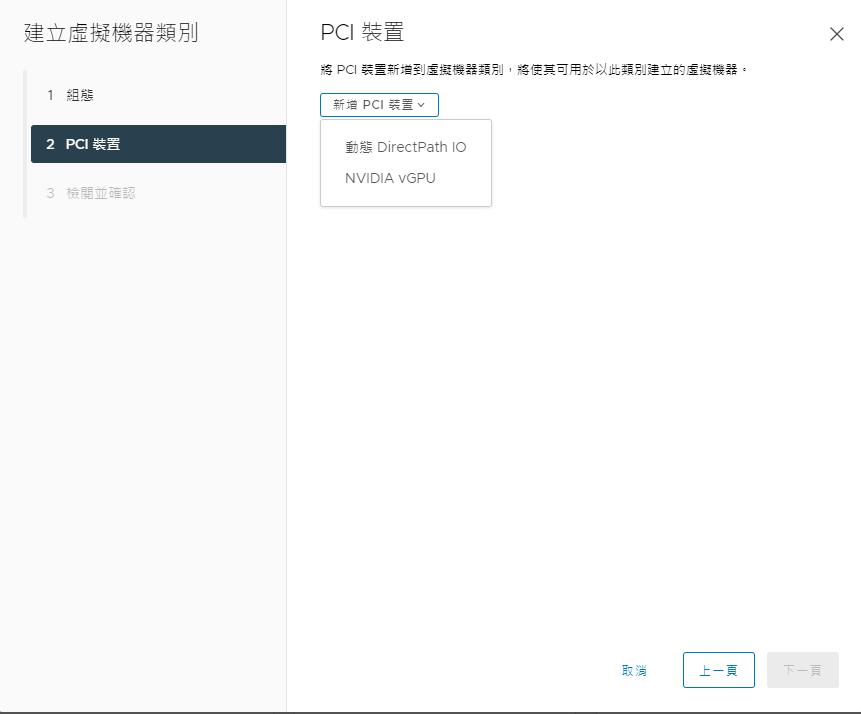 建立虛擬機器類別
1 組態
2 PCI 裝置
3 檢閱並確認
PCI 裝置
將 PCI 裝置新增到虛擬機器類別，將使其可用於以此類別建立的虛擬機器。
新增 PCI 裝置
動態 DirectPath IO
NVIDIA vGPU
取消
上一頁
下一頁